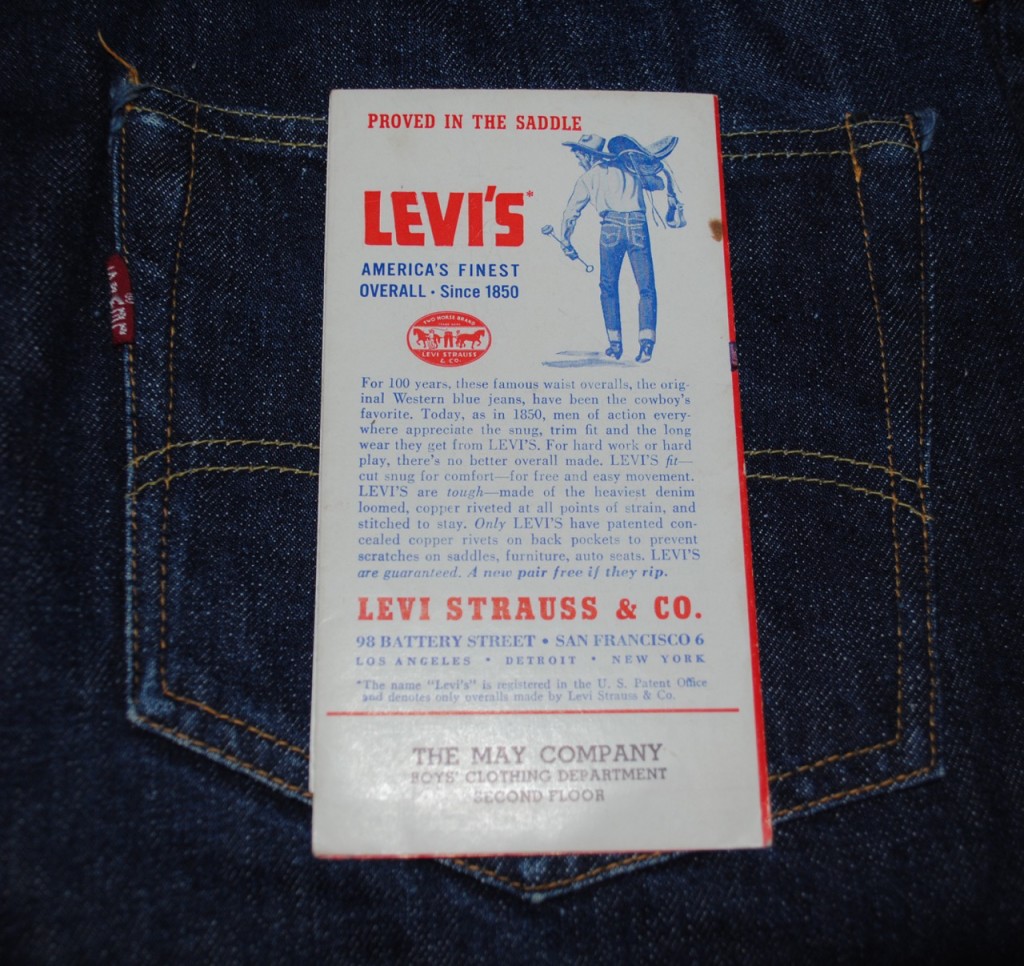 PROVED IN THE SADDLE
LEVI'S*
AMERICA'S FINEST
OVERALL • Since 1850
TWO HORSE BRAND
LEVI STRAUSS
& CO.
For 100 years, these famous waist overalls, the orig-
inal Western blue jeans, have been the cowboy's
favorite. Today, as in 1850, men of action every-
where appreciate the snug, trim fit and the long
wear they get from LEVI'S. For hard work or hard
play, there's no better overall made. LEVI'S fit—
cut snug for comfort—for free and easy movement.
LEVI'S are tough—made of the heaviest denim
loomed, copper riveted at all points of strain, and
stitched to stay. Only LEVI'S have patented con-
cealed copper rivets on back pockets to prevent
scratches on saddles, furniture, auto seats. LEVI'S
are guaranteed. A new pair free if they rip.
LEVI STRAUSS & CO.
98 BATTERY STREET • SAN FRANCISCO 6
LOS ANGELES • DETROIT • NEW YORK
*The name "Levi's" is registered in the U. S. Patent Office
and denotes only overalls made by Levi Strauss & Co.
THE MAY COMPANY
BOYS' CLOTHING DEPARTMENT
SECOND FLOOR